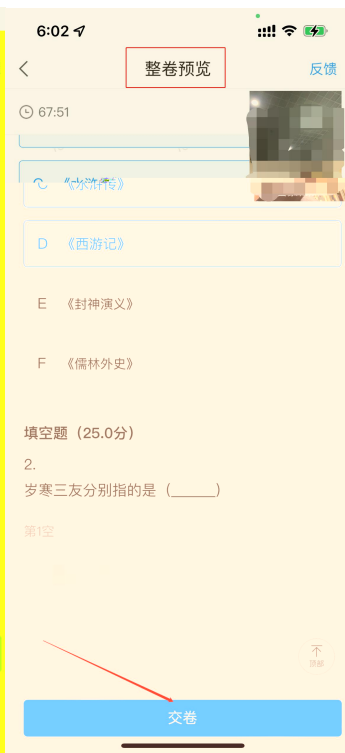 6:02
整卷预览
反馈
67:51
C 《水浒传》
D 《西游记》
E 《封神演义》
F 《儒林外史》
填空题（25.0分）
2.
岁寒三友分别指的是（______）
第1空
顶部
交卷